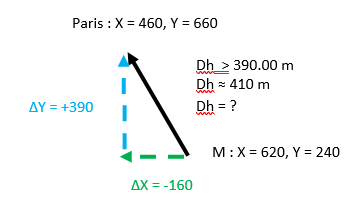 Paris : X = 460, Y = 660
Dh > 390.00 m
Dh ≈ 410 m
ΔY = +390
Dh = ?
M : X = 620, Y = 240
ΔX = -160